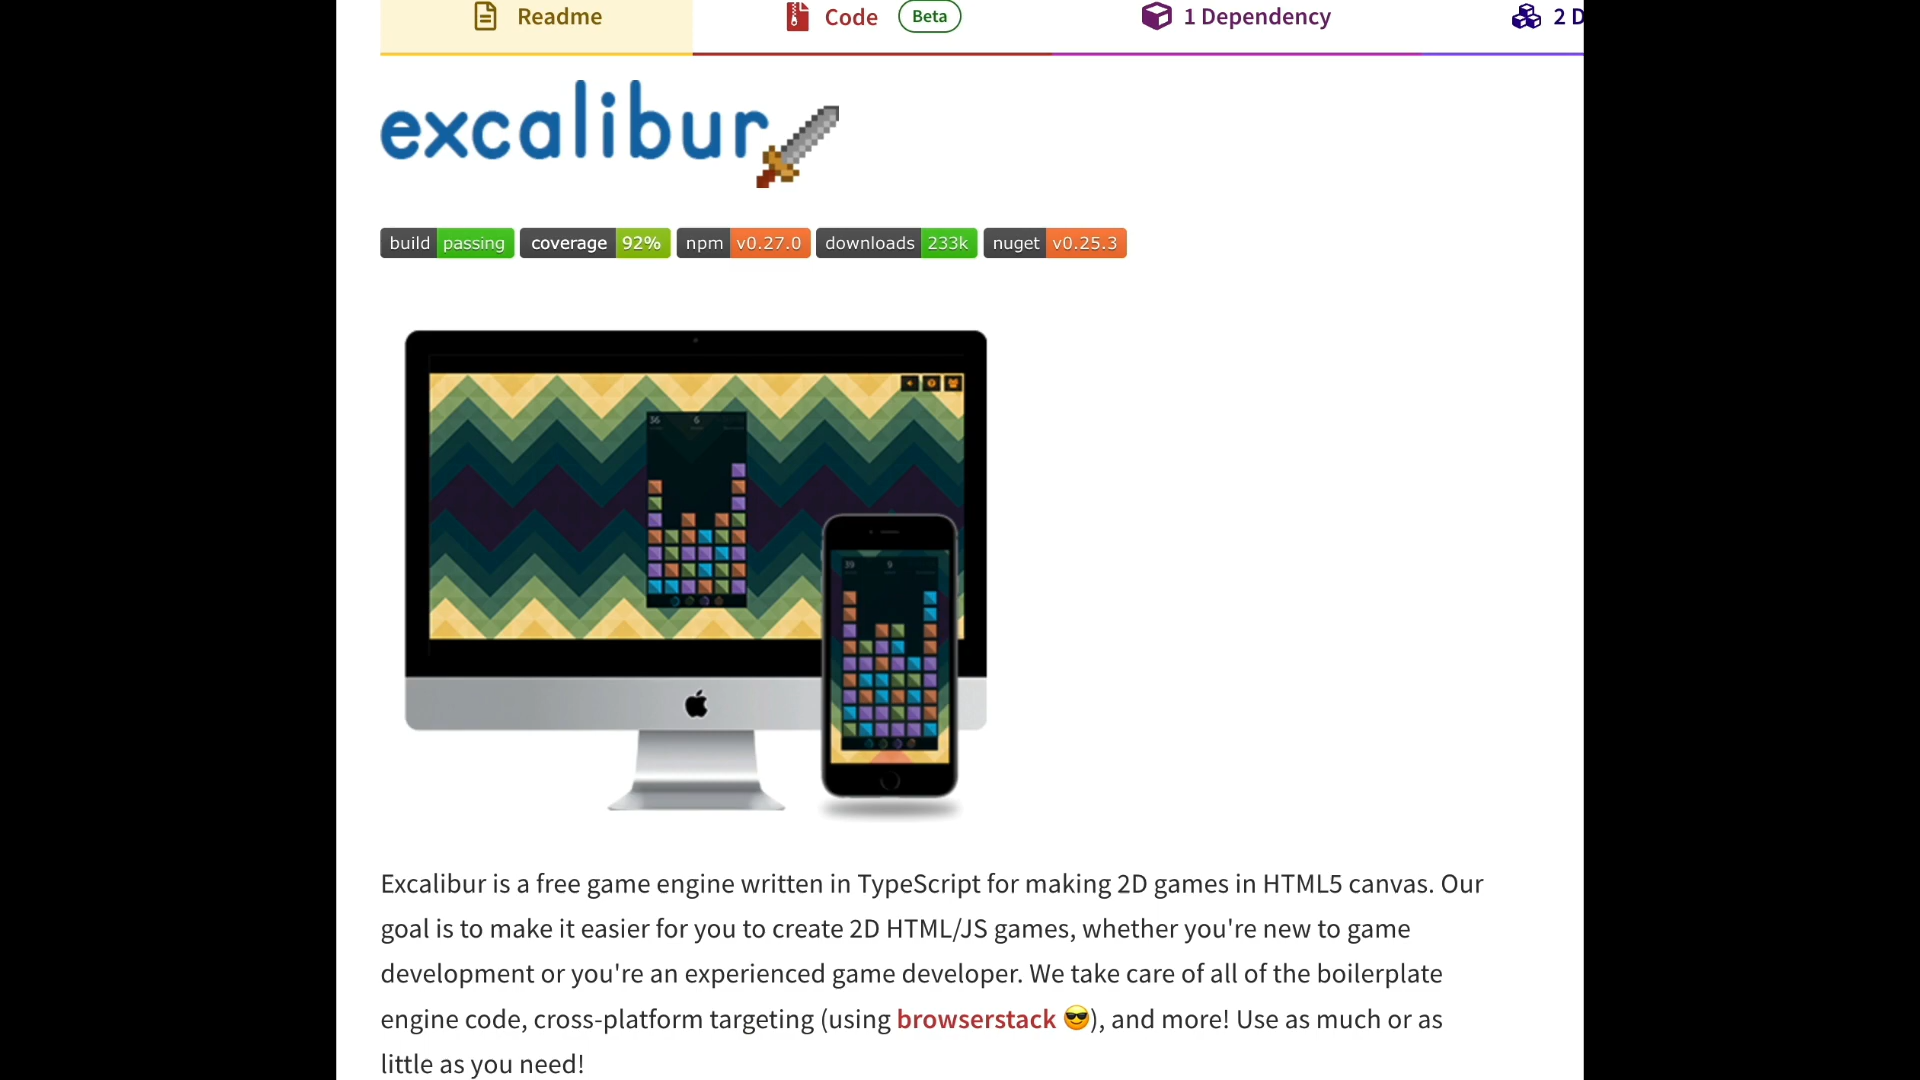 Readme Code Beta 1 Dependency 2 D
excalibur
build passing coverage 92% npm v0.27.0 downloads 233k nuget v0.25.3
36 6
39 9
Excalibur is a free game engine written in TypeScript for making 2D games in HTML5 canvas. Our
goal is to make it easier for you to create 2D HTML/JS games, whether you're new to game
development or you're an experienced game developer. We take care of all of the boilerplate
engine code, cross-platform targeting (using browserstack 😎), and more! Use as much or as
little as you need!